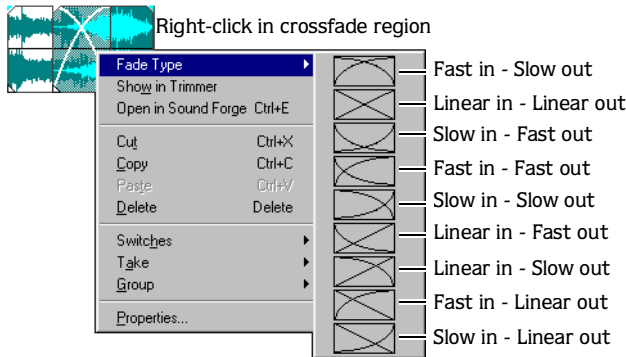 Right-click in crossfade region
Fade Type
Show in Trimmer
Open in Sound Forge Ctrl+E
Cut Ctrl+X
Copy Ctrl+C
Paste Ctrl+V
Delete Delete
Switches
Take
Group
Properties...
Fast in - Slow out
Linear in - Linear out
Slow in - Fast out
Fast in - Fast out
Slow in - Slow out
Linear in - Fast out
Linear in - Slow out
Fast in - Linear out
Slow in - Linear out